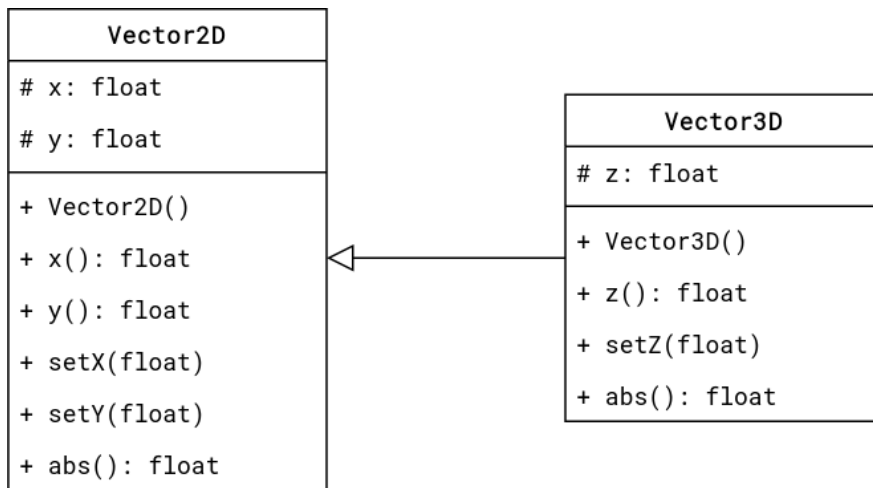 Vector2D
# x: float
# y: float
+ Vector2D()
+ x(): float
+ y(): float
+ setX(float)
+ setY(float)
+ abs(): float
Vector3D
# z: float
+ Vector3D()
+ z(): float
+ setZ(float)
+ abs(): float